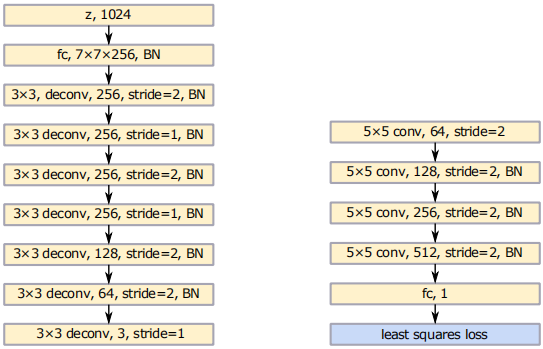 z, 1024
fc, 7×7×256, BN
3×3, deconv, 256, stride=2, BN
3×3 deconv, 256, stride=1, BN
3×3 deconv, 256, stride=2, BN
3×3 deconv, 256, stride=1, BN
3×3 deconv, 128, stride=2, BN
3×3 deconv, 64, stride=2, BN
3×3 deconv, 3, stride=1
5×5 conv, 64, stride=2
5×5 conv, 128, stride=2, BN
5×5 conv, 256, stride=2, BN
5×5 conv, 512, stride=2, BN
fc, 1
least squares loss